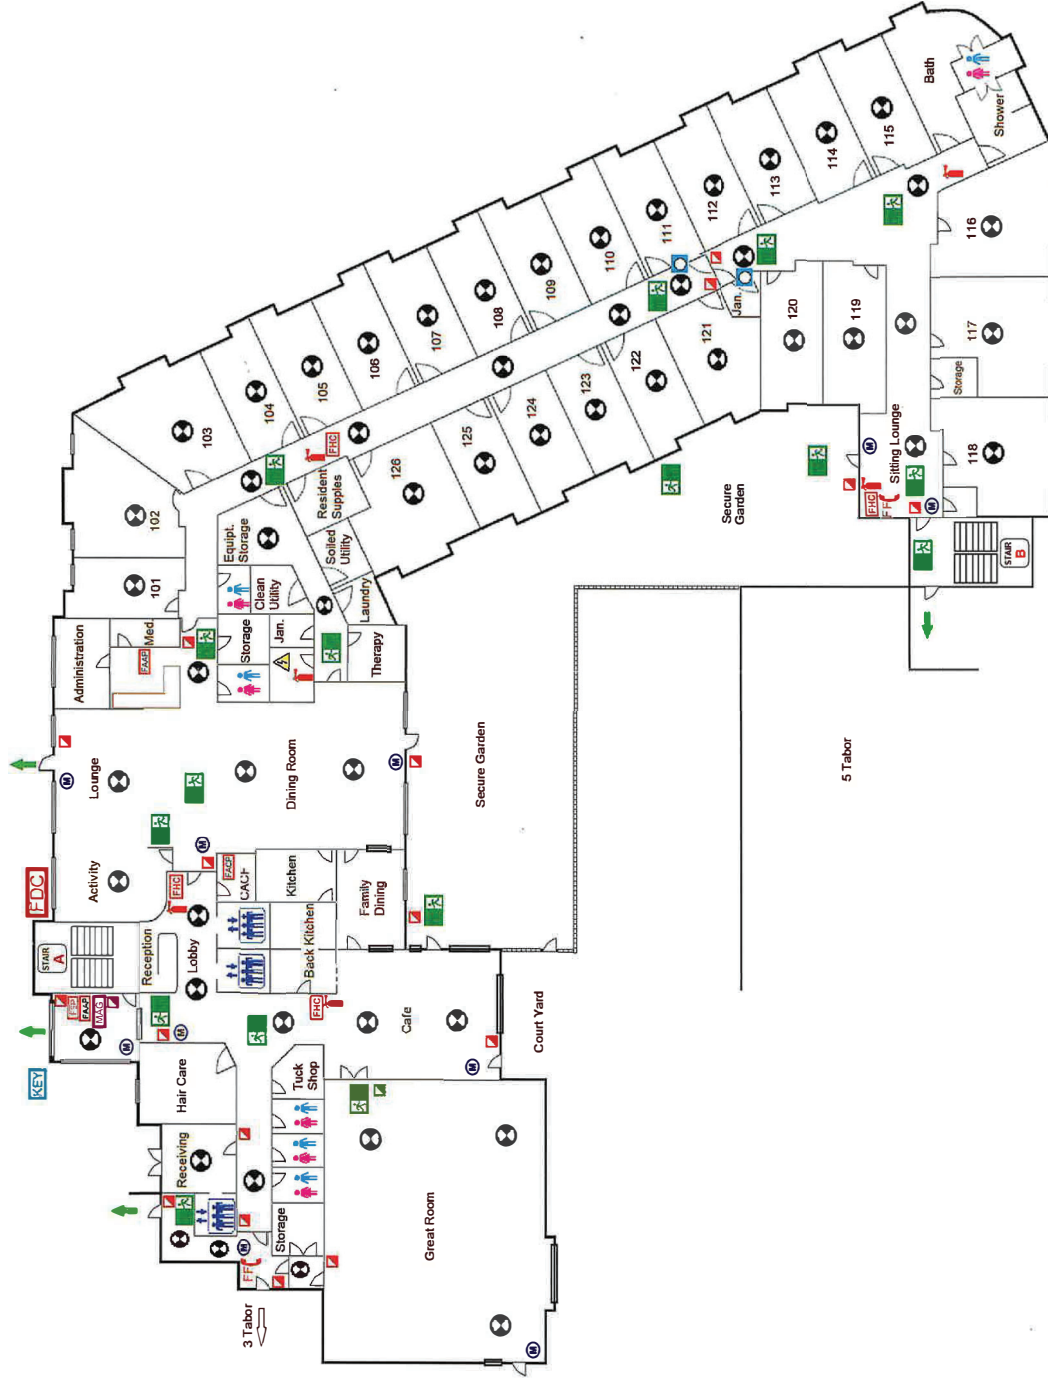 Bath
Shower
115
114
113
112
111
110
109
108
107
106
105
104
103
102
101
116
117
Storage
118
119
120
Jan.
121
122
123
124
125
126
Sitting Lounge
M
FHC
FF
M
STAIR
B
FHC
Resident
Supples
Equipt.
Storage
Soiled
Utility
Clean
Utility
Laundry
Therapy
Storage
Jan.
Med.
FAAP
Administration
Secure
Garden
Secure Garden
5 Tabor
Lounge
M
Dining Room
M
M
Activity
FDC
FHC
FACP
CACF
Kitchen
Family
Dining
STAIR
A
Reception
Lobby
Back Kitchen
FAAP
MAG
M
M
KEY
FHC
Cafe
M
Court Yard
Hair Care
Tuck
Shop
Receiving
Storage
Great Room
M
FF
M
3 Tabor